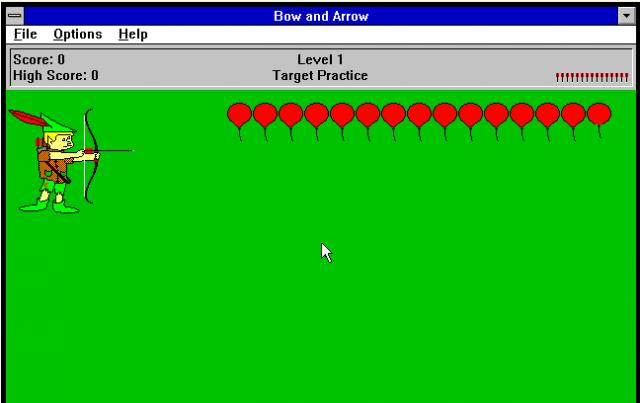 Bow and Arrow
File Options Help
Score: 0
Level 1
High Score: 0
Target Practice